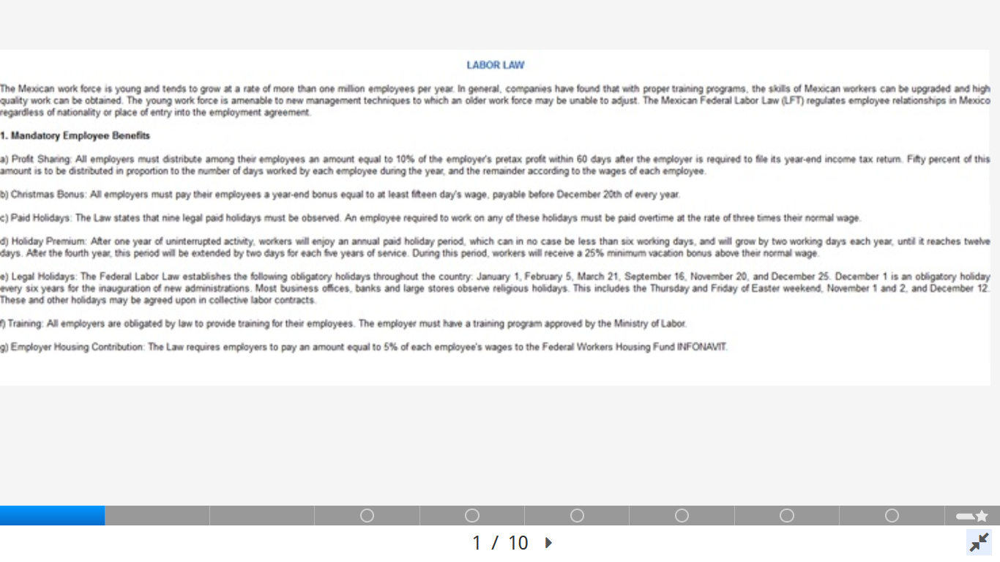 LABOR LAW
The Mexican work force is young and tends to grow at a rate of more than one million employees per year. In general, companies have found that with proper training programs, the skills of Mexican workers can be upgraded and high
quality work can be obtained. The young work force is amenable to new management techniques to which an older work force may be unable to adjust. The Mexican Federal Labor Law (LFT) regulates employee relationships in Mexico
regardless of nationality or place of entry into the employment agreement.
1. Mandatory Employee Benefits
a) Profit Sharing: All employers must distribute among their employees an amount equal to 10% of the employer's pretax profit within 60 days after the employer is required to file its year-end income tax return. Fifty percent of this
amount is to be distributed in proportion to the number of days worked by each employee during the year, and the remainder according to the wages of each employee.
b) Christmas Bonus: All employers must pay their employees a year-end bonus equal to at least fifteen day's wage, payable before December 20th of every year.
c) Paid Holidays: The Law states that nine legal paid holidays must be observed. An employee required to work on any of these holidays must be paid overtime at the rate of three times their normal wage.
d) Holiday Premium: After one year of uninterrupted activity, workers will enjoy an annual paid holiday period, which can in no case be less than six working days, and will grow by two working days each year, until it reaches twelve
days. After the fourth year, this period will be extended by two days for each five years of service. During this period, workers will receive a 25% minimum vacation bonus above their normal wage.
e) Legal Holidays: The Federal Labor Law establishes the following obligatory holidays throughout the country: January 1, February 5, March 21, September 16, November 20, and December 25. December 1 is an obligatory holiday
every six years for the inauguration of new administrations. Most business offices, banks and large stores observe religious holidays. This includes the Thursday and Friday of Easter weekend, November 1 and 2, and December 12.
These and other holidays may be agreed upon in collective labor contracts.
f) Training: All employers are obligated by law to provide training for their employees. The employer must have a training program approved by the Ministry of Labor.
g) Employer Housing Contribution: The Law requires employers to pay an amount equal to 5% of each employee's wages to the Federal Workers Housing Fund INFONAVIT.
1 / 10